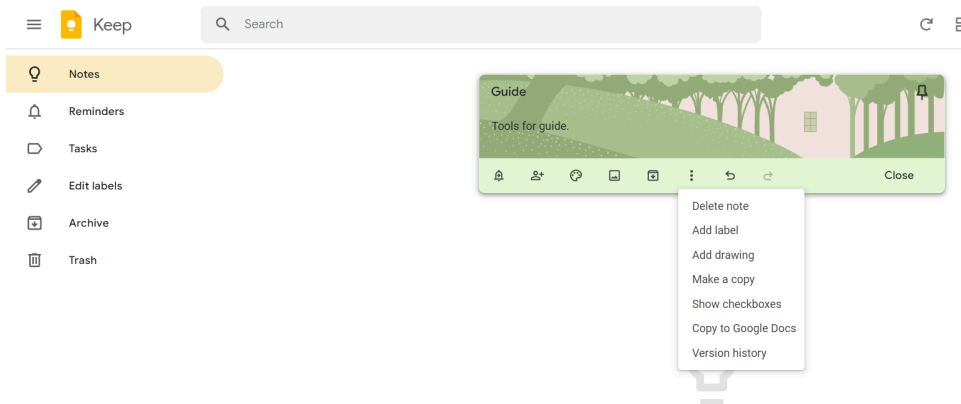 Keep
Search
Notes
Reminders
Tasks
Edit labels
Archive
Trash
Guide
Tools for guide.
Close
Delete note
Add label
Add drawing
Make a copy
Show checkboxes
Copy to Google Docs
Version history